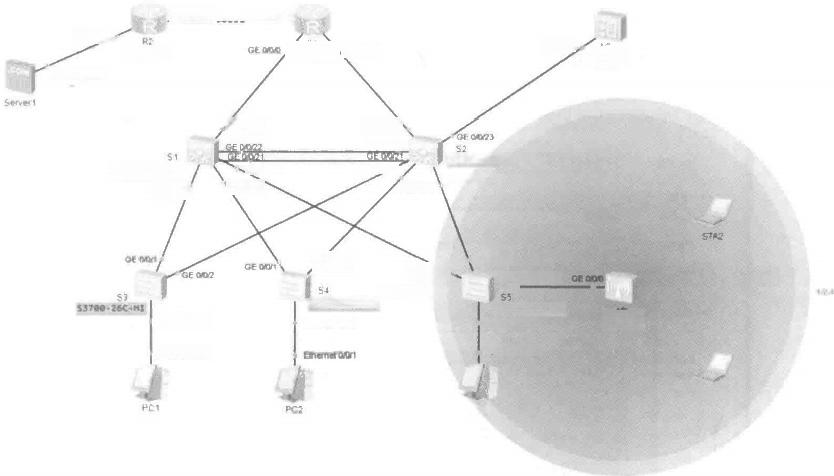 R2
GE 0/0/0
Server1
S1
GE 0/0/22
GE 0/0/21
GE 0/0/21
S2
GE 0/0/23
STA2
GE 0/0/1
GE 0/0/2
GE 0/0/1
GE 0/0/0
S3
S4
S5
S3700-26C-HI
Ethernet 0/0/1
PC1
PC2